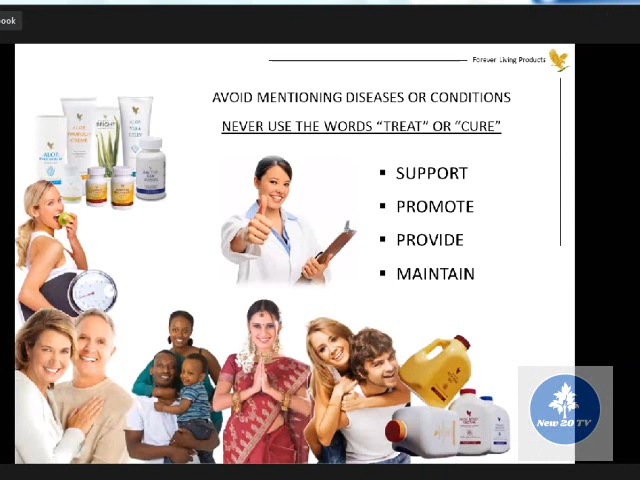 ook
Forever Living Products
AVOID MENTIONING DISEASES OR CONDITIONS
NEVER USE THE WORDS “TREAT” OR “CURE”
▪ SUPPORT
▪ PROMOTE
▪ PROVIDE
▪ MAINTAIN
BRIGHT
ALOE
New 20 TV